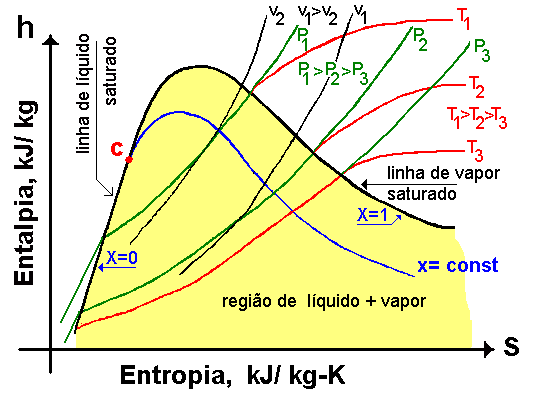 h
v2 v1>v2 v1
P1
P1>P2>P3
T1
P2
P3
T2
T1>T2>T3
T3
linha de líquido
saturado
c
linha de vapor
saturado
X=1
X=0
x= const
região de líquido + vapor
Entalpia, kJ/ kg
S
Entropia, kJ/ kg-K